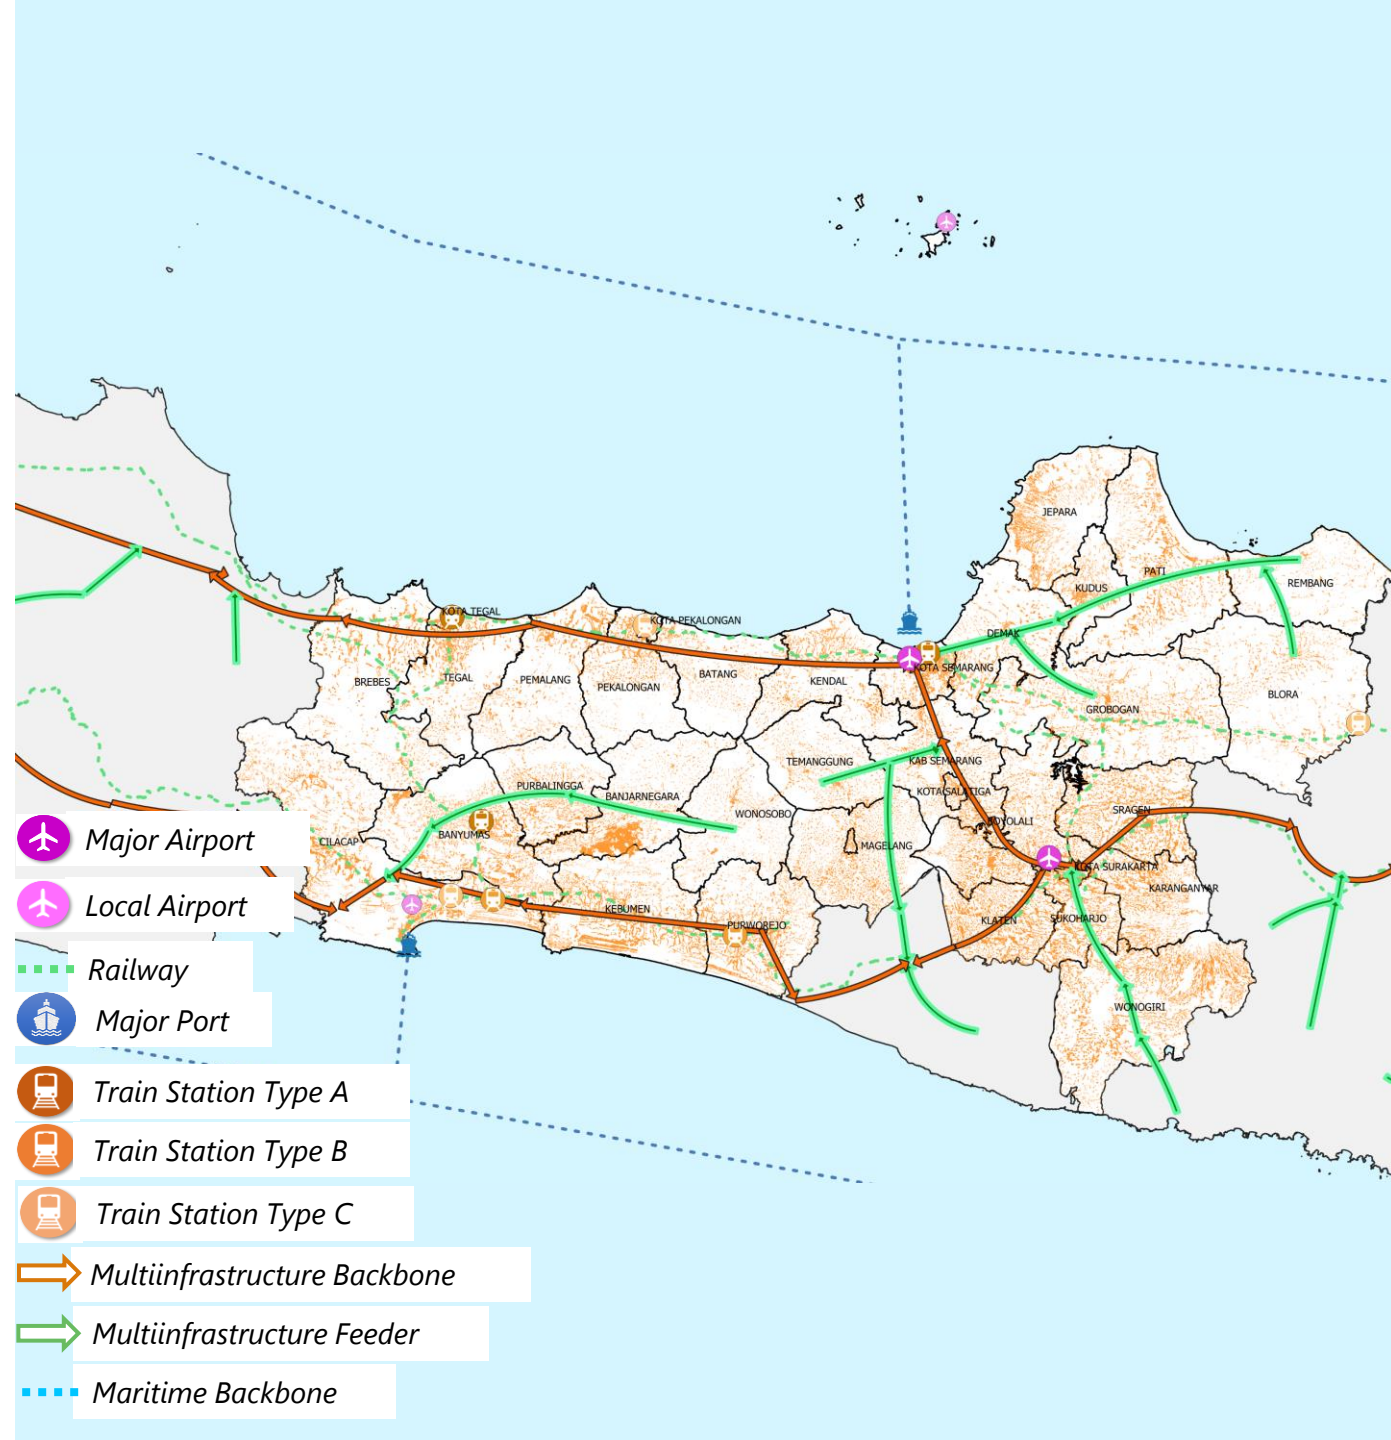 JEPARA
PATI
KUDUS
REMBANG
KOTA TEGAL
KOTA PEKALONGAN
DEMAK
KOTA SEMARANG
BREBES
TEGAL
PEMALANG
PEKALONGAN
BATANG
KENDAL
BLORA
GROBOGAN
TEMANGGUNG
KAB SEMARANG
PURBALINGGA
BANJARNEGARA
KOTA SALATIGA
WONOSOBO
SRAGEN
BOYOLALI
BANYUMAS
CILACAP
MAGELANG
KOTA SURAKARTA
KARANGANYAR
KEBUMEN
PURWOREJO
KLATEN
SUKOHARJO
WONOGIRI
Major Airport
Local Airport
Railway
Major Port
Train Station Type A
Train Station Type B
Train Station Type C
Multiinfrastructure Backbone
Multiinfrastructure Feeder
Maritime Backbone